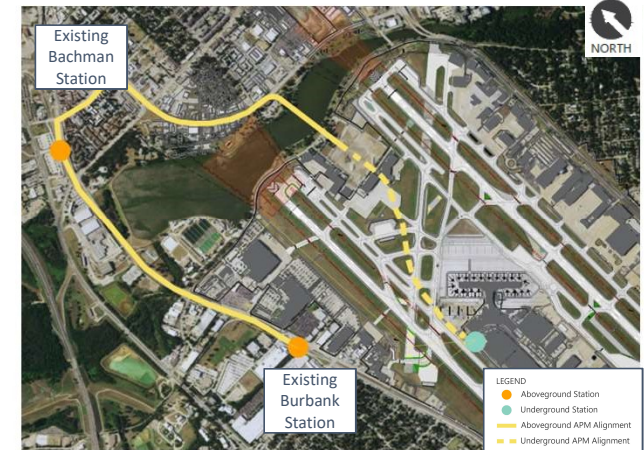 Existing
Bachman
Station
NORTH
Existing
Burbank
Station
LEGEND
Aboveground Station
Underground Station
Aboveground APM Alignment
Underground APM Alignment